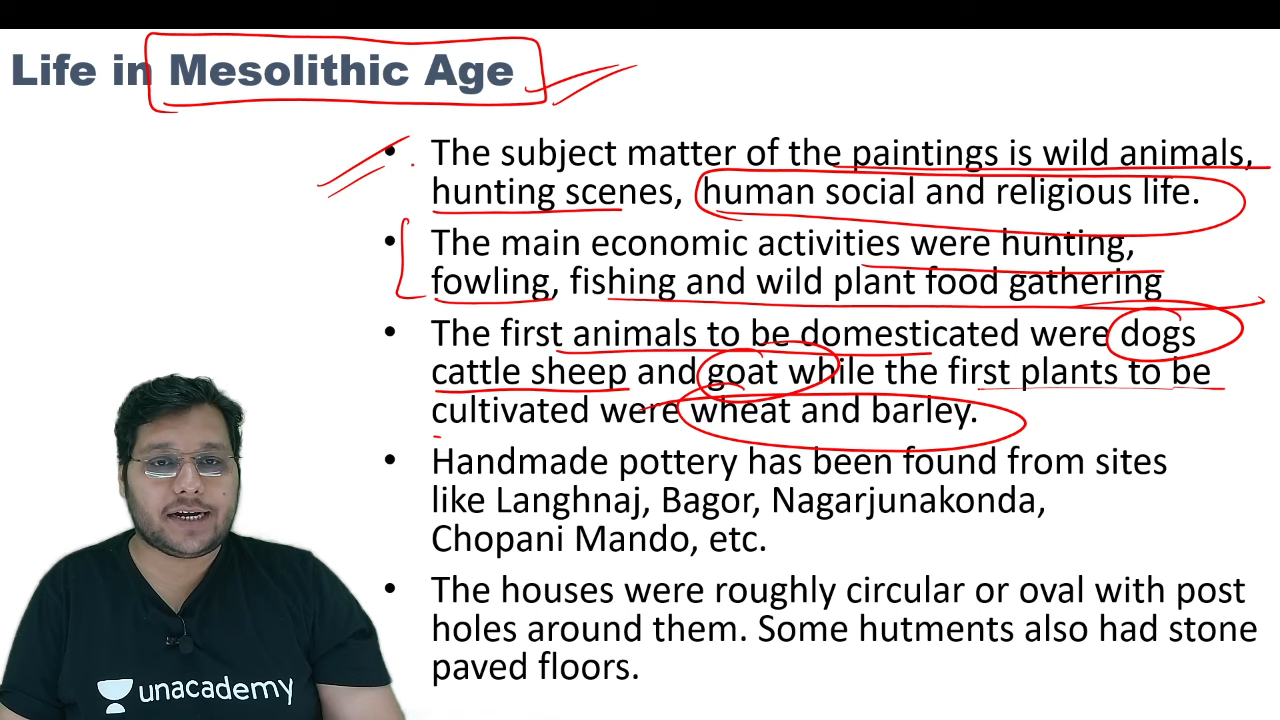 Life in Mesolithic Age
• The subject matter of the paintings is wild animals,
hunting scenes, human social and religious life.
• The main economic activities were hunting,
fowling, fishing and wild plant food gathering
• The first animals to be domesticated were dogs
cattle sheep and goat while the first plants to be
cultivated were wheat and barley.
• Handmade pottery has been found from sites
like Langhnaj, Bagor, Nagarjunakonda,
Chopani Mando, etc.
• The houses were roughly circular or oval with post
holes around them. Some hutments also had stone
paved floors.
unacademy